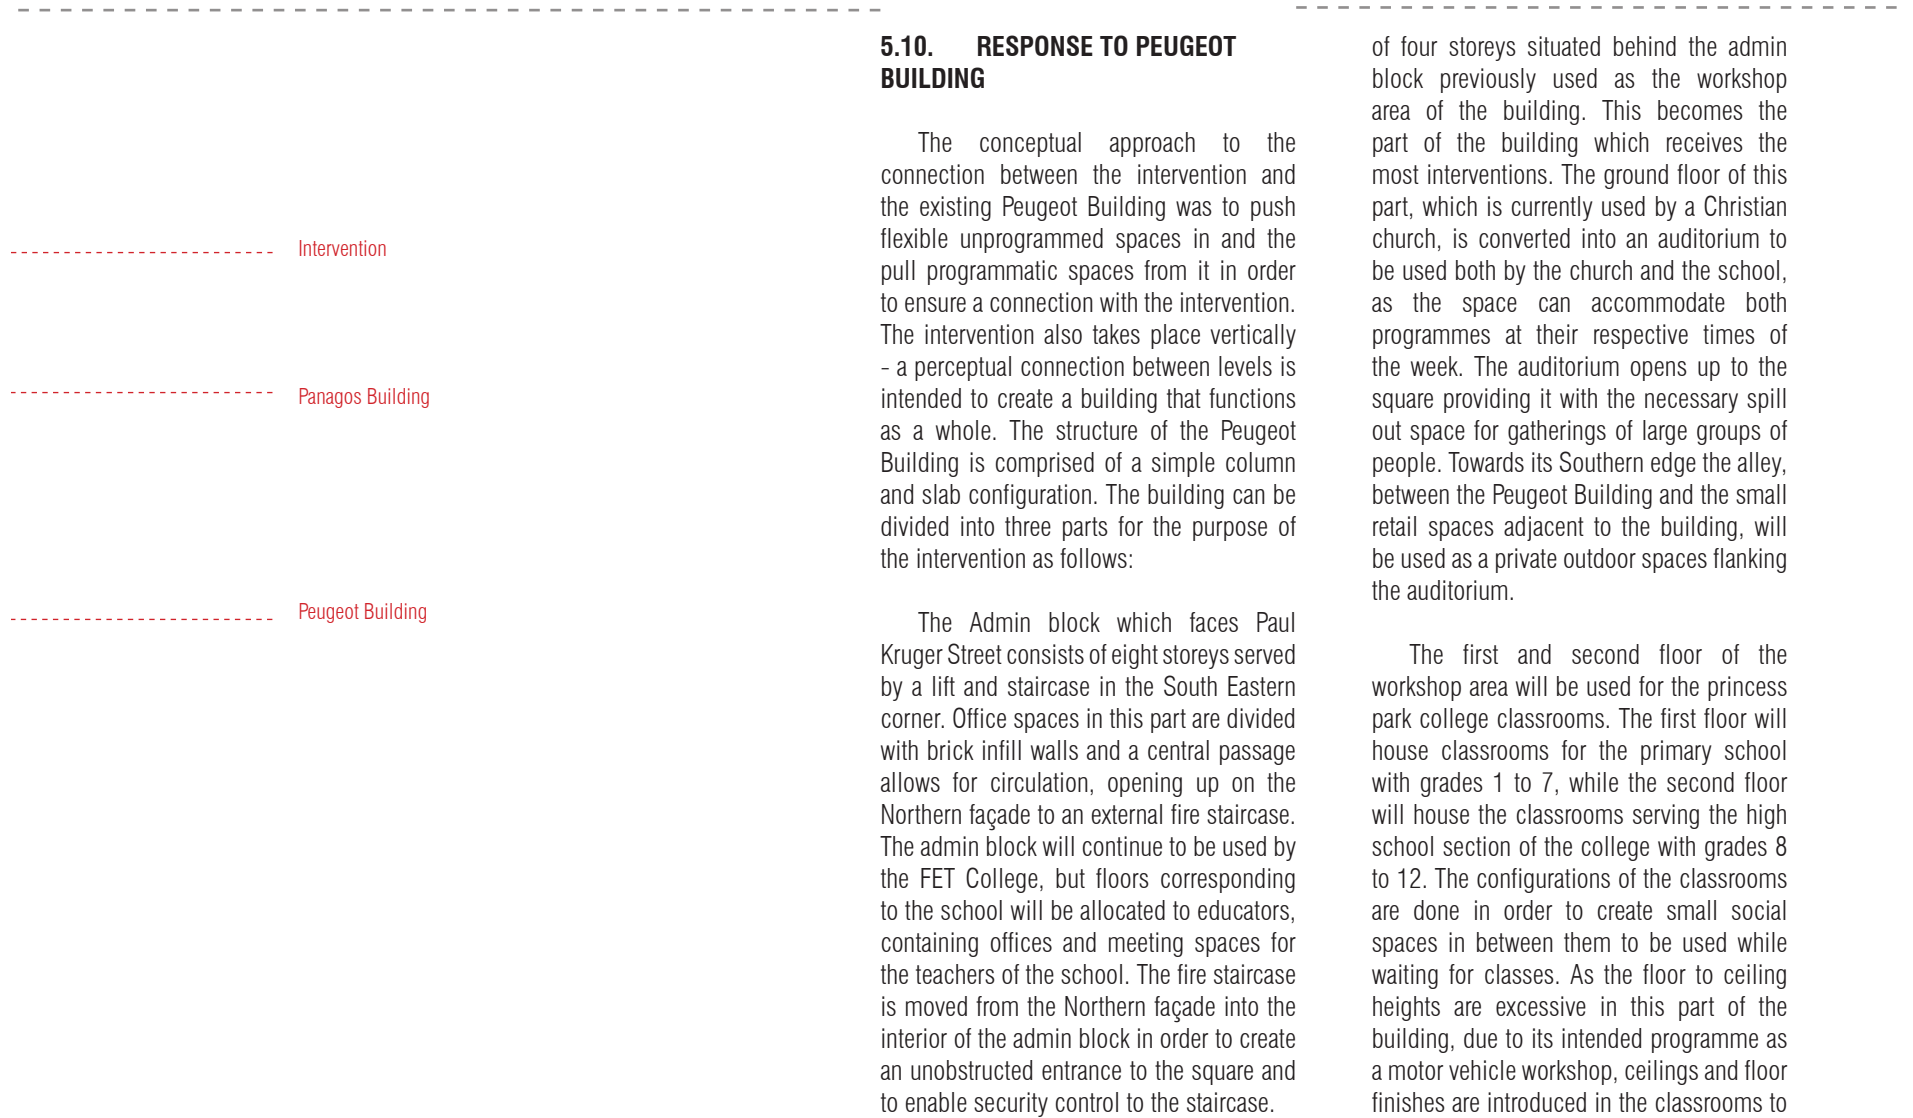 Intervention
Panagos Building
Peugeot Building
5.10. RESPONSE TO PEUGEOT
BUILDING
The conceptual approach to the
connection between the intervention and
the existing Peugeot Building was to push
flexible unprogrammed spaces in and the
pull programmatic spaces from it in order
to ensure a connection with the intervention.
The intervention also takes place vertically
- a perceptual connection between levels is
intended to create a building that functions
as a whole. The structure of the Peugeot
Building is comprised of a simple column
and slab configuration. The building can be
divided into three parts for the purpose of
the intervention as follows:
The Admin block which faces Paul
Kruger Street consists of eight storeys served
by a lift and staircase in the South Eastern
corner. Office spaces in this part are divided
with brick infill walls and a central passage
allows for circulation, opening up on the
Northern façade to an external fire staircase.
The admin block will continue to be used by
the FET College, but floors corresponding
to the school will be allocated to educators,
containing offices and meeting spaces for
the teachers of the school. The fire staircase
is moved from the Northern façade into the
interior of the admin block in order to create
an unobstructed entrance to the square and
to enable security control to the staircase.
of four storeys situated behind the admin
block previously used as the workshop
area of the building. This becomes the
part of the building which receives the
most interventions. The ground floor of this
part, which is currently used by a Christian
church, is converted into an auditorium to
be used both by the church and the school,
as the space can accommodate both
programmes at their respective times of
the week. The auditorium opens up to the
square providing it with the necessary spill
out space for gatherings of large groups of
people. Towards its Southern edge the alley,
between the Peugeot Building and the small
retail spaces adjacent to the building, will
be used as a private outdoor spaces flanking
the auditorium.
The first and second floor of the
workshop area will be used for the princess
park college classrooms. The first floor will
house classrooms for the primary school
with grades 1 to 7, while the second floor
will house the classrooms serving the high
school section of the college with grades 8
to 12. The configurations of the classrooms
are done in order to create small social
spaces in between them to be used while
waiting for classes. As the floor to ceiling
heights are excessive in this part of the
building, due to its intended programme as
a motor vehicle workshop, ceilings and floor
finishes are introduced in the classrooms to